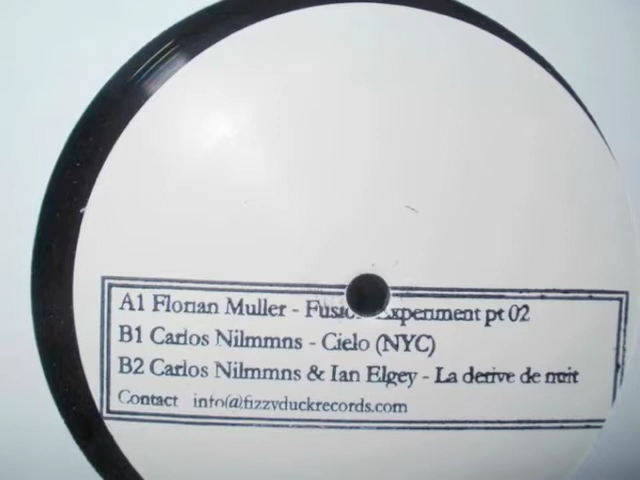 A1 Florian Muller - Fusion Experiment pt 02
B1 Carlos Nilmmns - Cielo (NYC)
B2 Carlos Nilmmns & Ian Elgey - La derive de nuit
Contact info@fizzyduckrecords.com